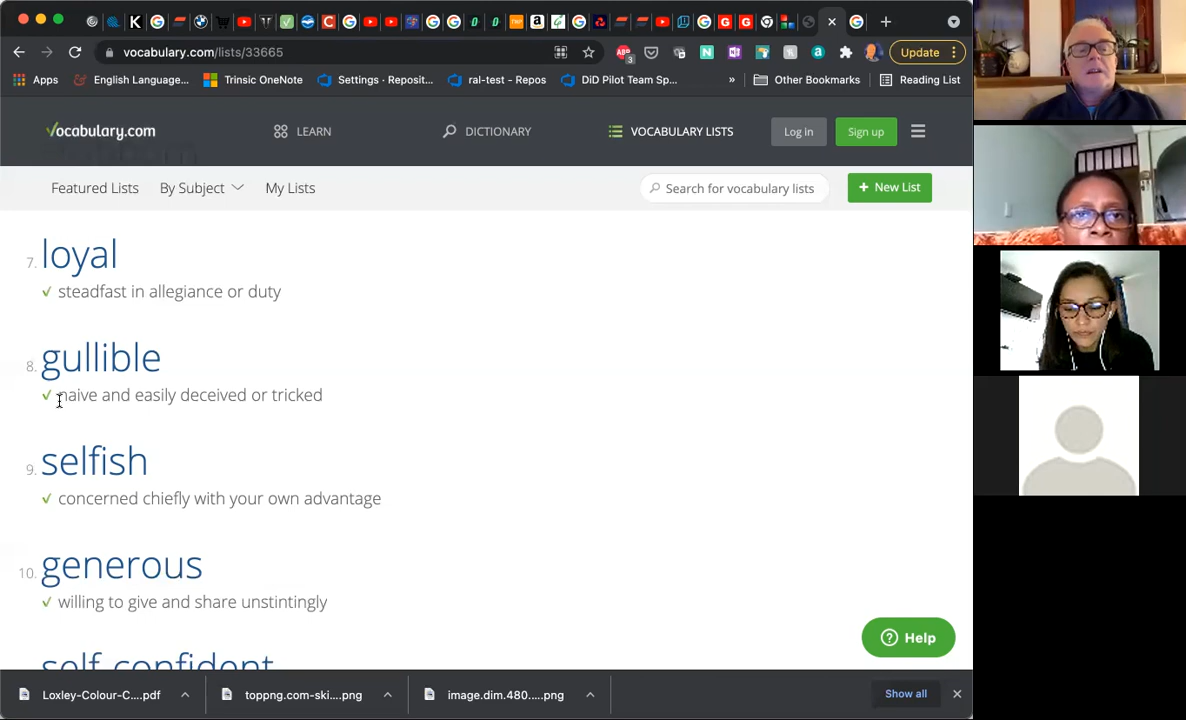 vocabulary.com/lists/33665
3
Update
Apps
English Language...
Trinsic OneNote
Settings - Reposit...
ral-test - Repos
DiD Pilot Team Sp...
»
Other Bookmarks
Reading List
Vocabulary.com
LEARN
DICTIONARY
VOCABULARY LISTS
Log in
Sign up
Featured Lists
By Subject
My Lists
Search for vocabulary lists
+ New List
7. loyal
✓ steadfast in allegiance or duty
8. gullible
✓ naive and easily deceived or tricked
9. selfish
✓ concerned chiefly with your own advantage
10. generous
✓ willing to give and share unstintingly
self-confident
Help
Loxley-Colour-C....pdf
toppng.com-ski....png
image.dim.480.....png
Show all